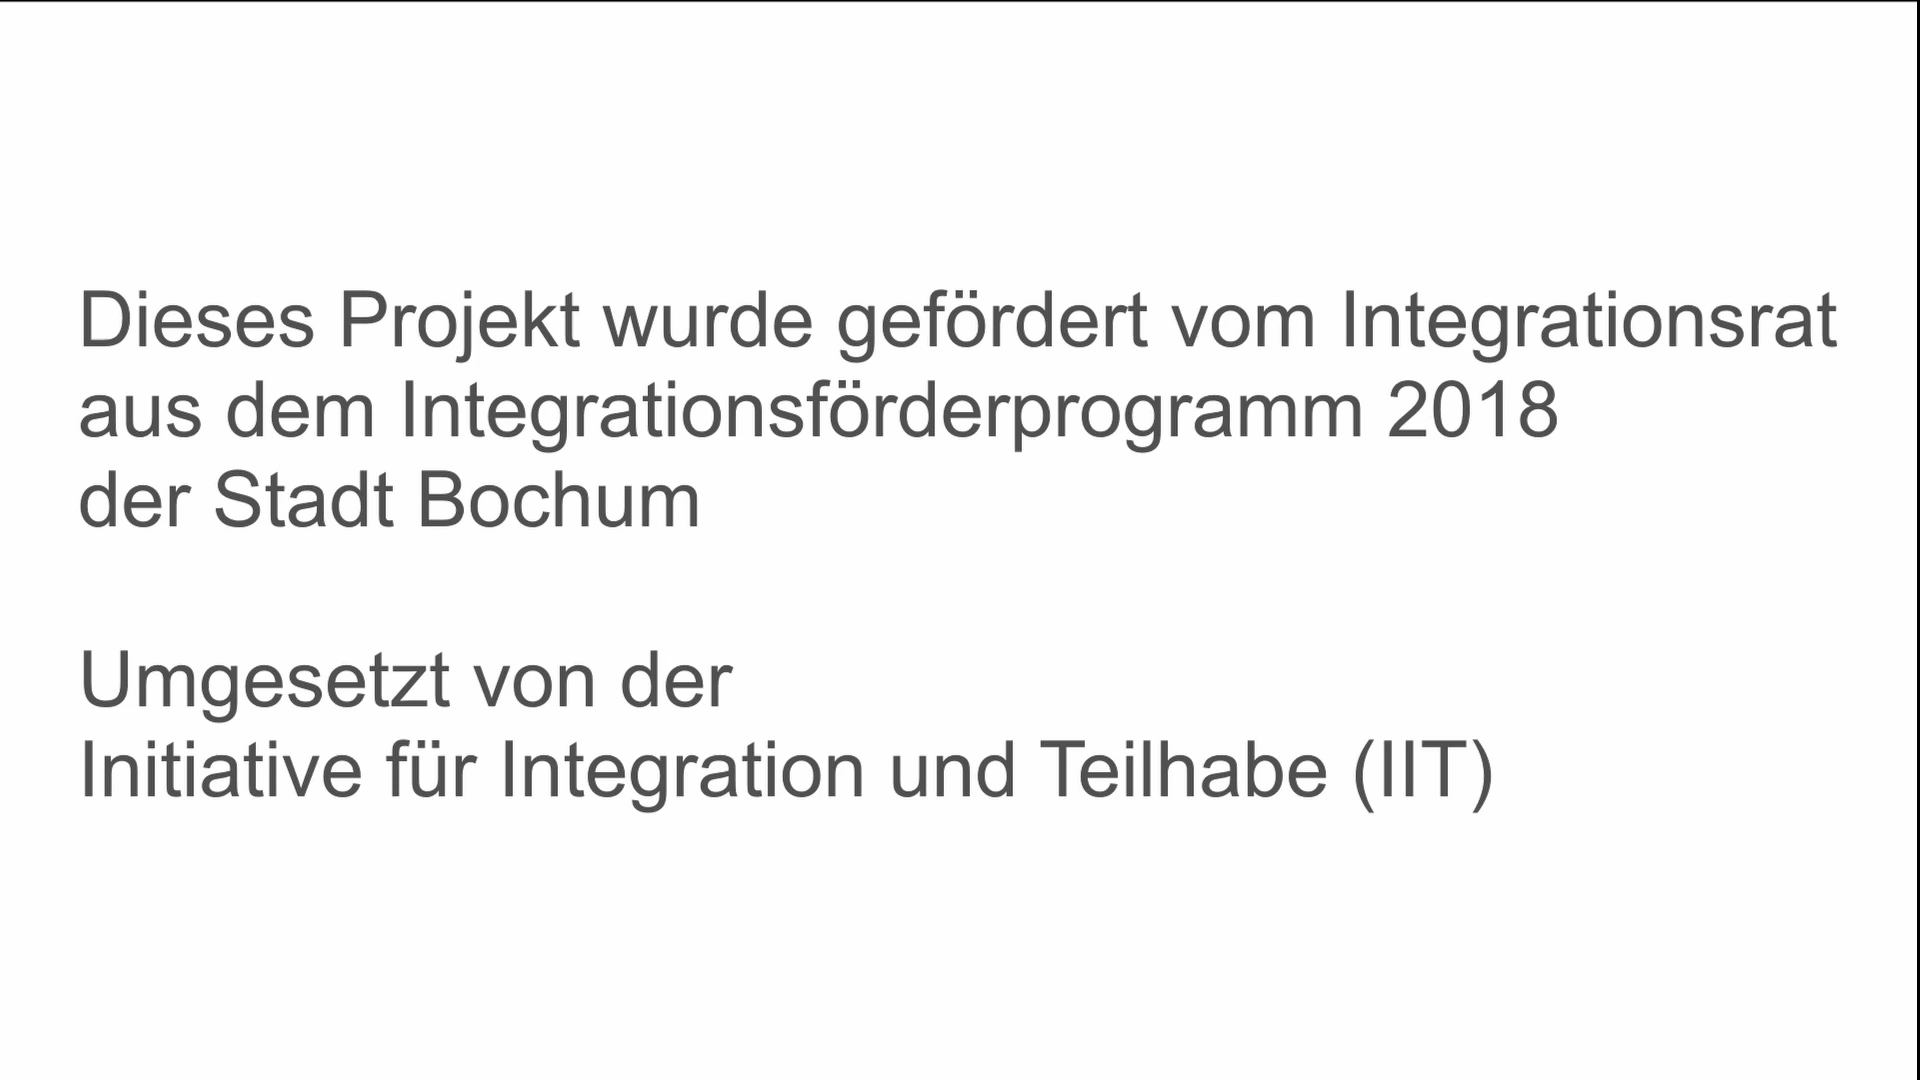 Dieses Projekt wurde gefördert vom Integrationsrat
aus dem Integrationsförderprogramm 2018
der Stadt Bochum
Umgesetzt von der
Initiative für Integration und Teilhabe (IIT)